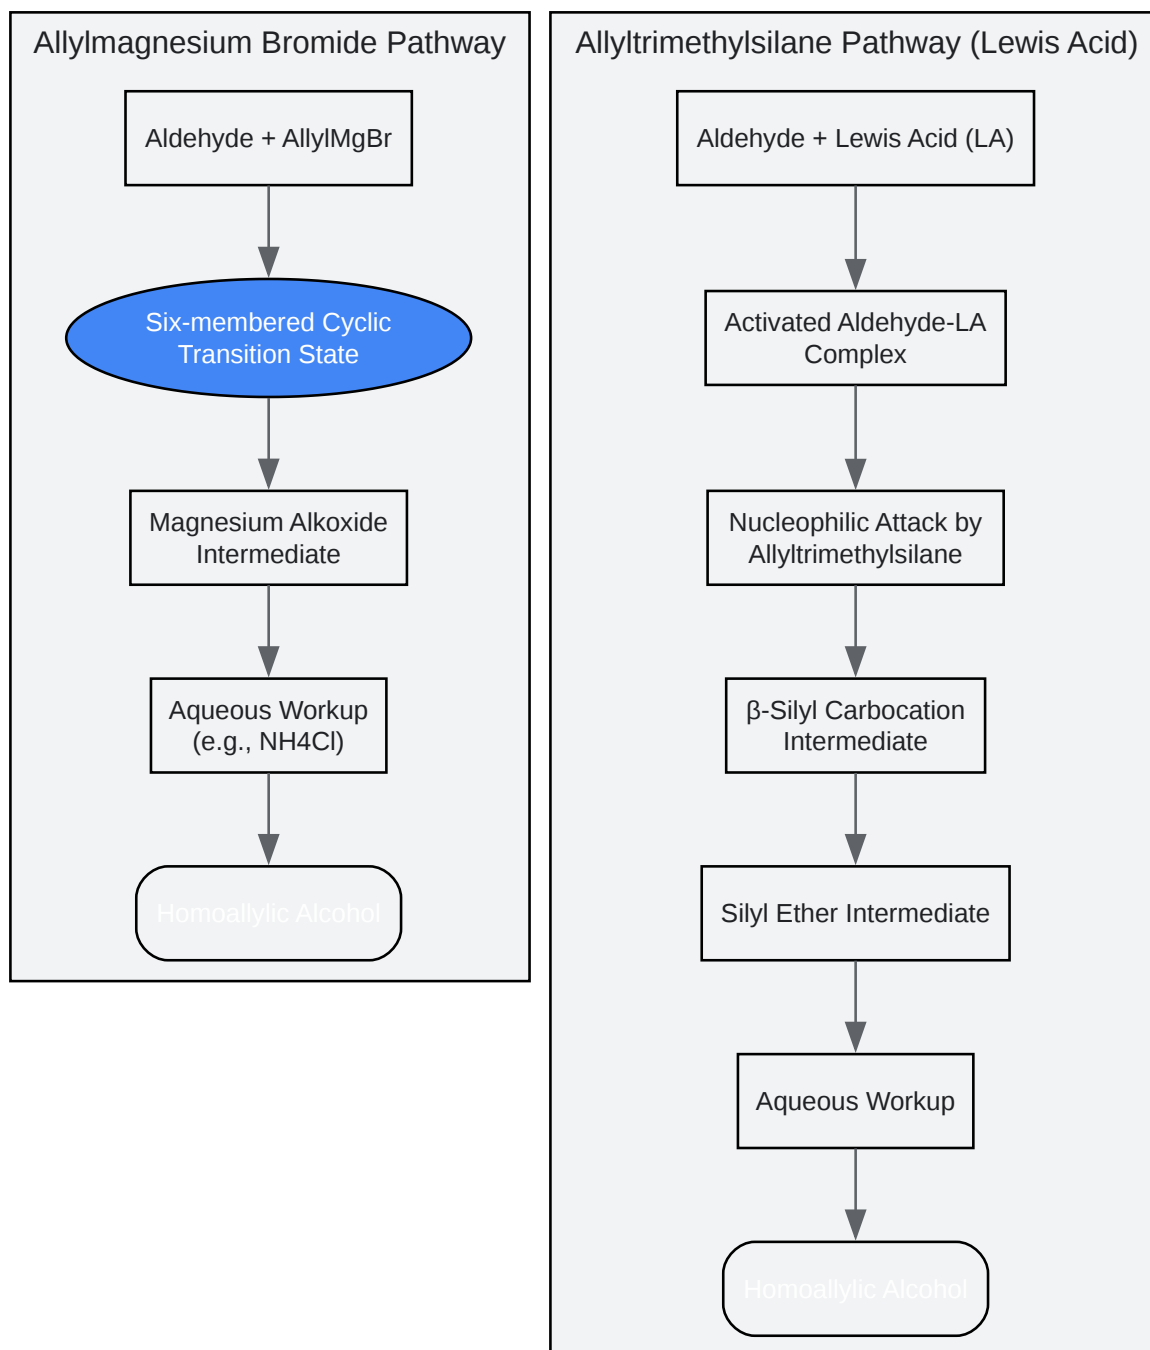 Allylmagnesium Bromide Pathway
Aldehyde + AllylMgBr
Six-membered Cyclic
Transition State
Magnesium Alkoxide
Intermediate
Aqueous Workup
(e.g., NH4Cl)
Homoallylic Alcohol
Allyltrimethylsilane Pathway (Lewis Acid)
Aldehyde + Lewis Acid (LA)
Activated Aldehyde-LA
Complex
Nucleophilic Attack by
Allyltrimethylsilane
β-Silyl Carbocation
Intermediate
Silyl Ether Intermediate
Aqueous Workup
Homoallylic Alcohol